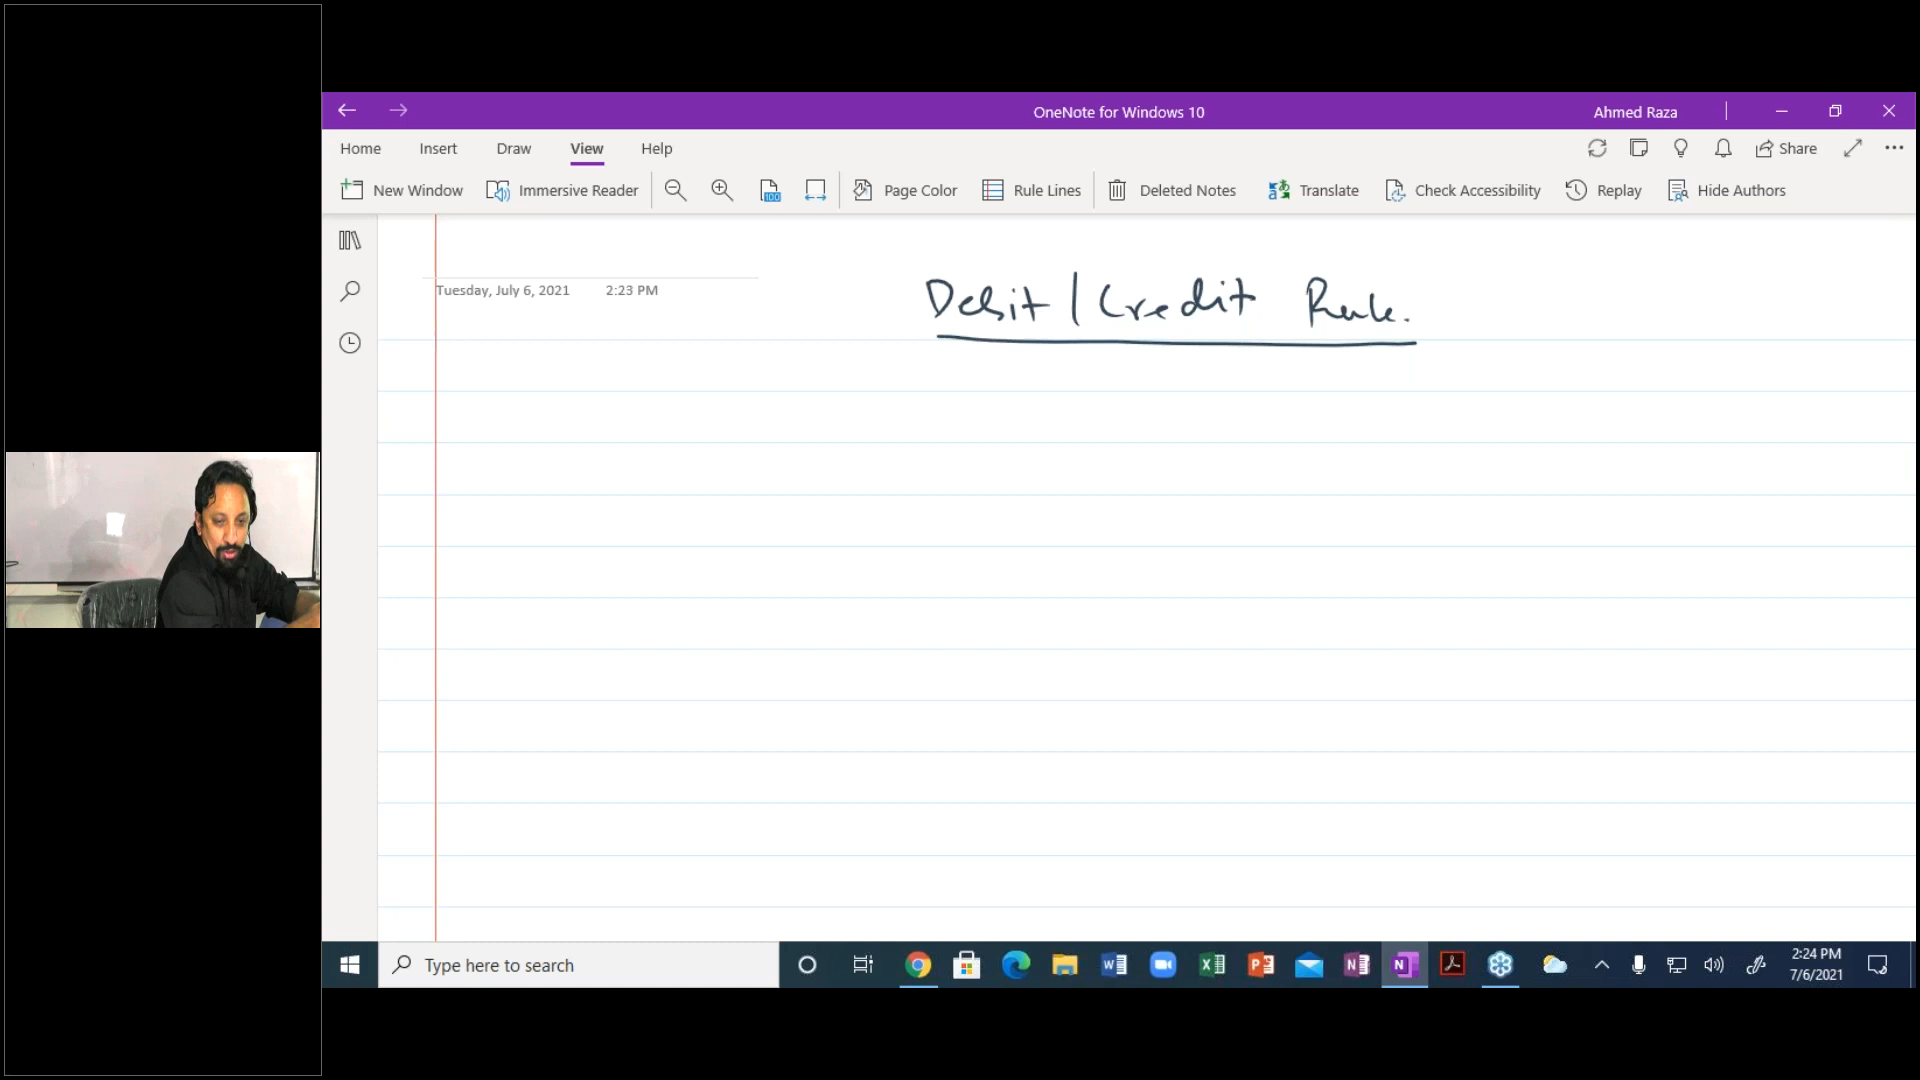 OneNote for Windows 10
Ahmed Raza
Home Insert Draw View Help
Share
New Window Immersive Reader 100 Page Color Rule Lines Deleted Notes Translate Check Accessibility Replay Hide Authors
Debit | Credit Rule.
Tuesday, July 6, 2021 2:23 PM
Type here to search
2:24 PM
7/6/2021